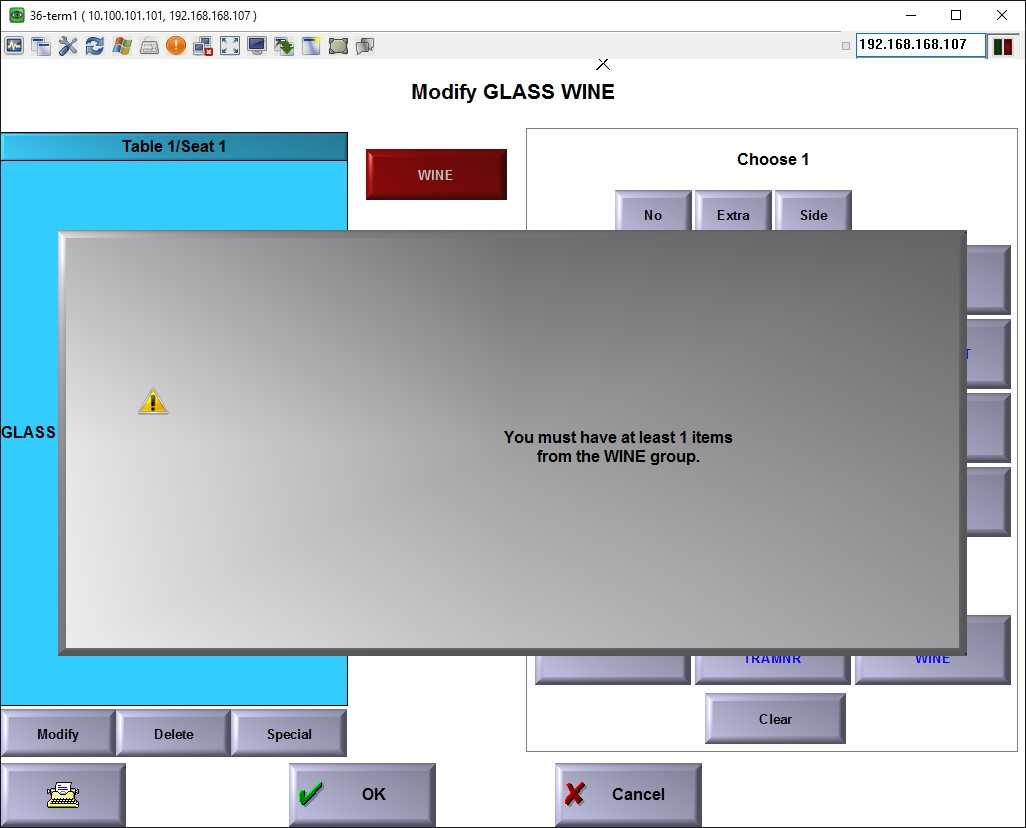 36-term1 ( 10.100.101.101, 192.168.168.107 )
192.168.168.107
Modify GLASS WINE
Table 1/Seat 1
WINE
Choose 1
No
Extra
Side
GLASS
You must have at least 1 items
from the WINE group.
TRAMNR
WINE
Clear
Modify
Delete
Special
OK
Cancel